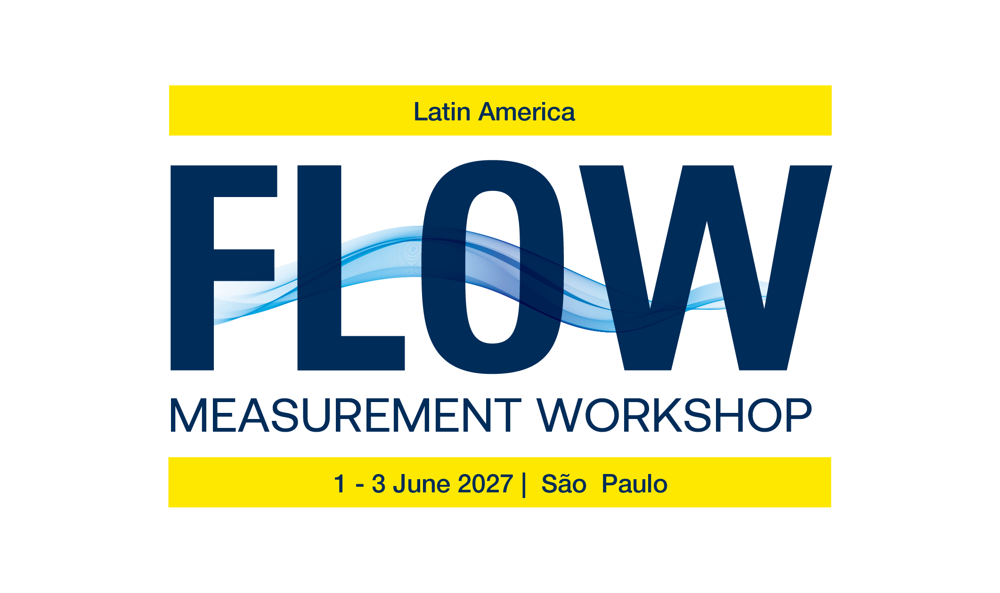 Latin America
FLOW
MEASUREMENT WORKSHOP
1 - 3 June 2027 | São Paulo